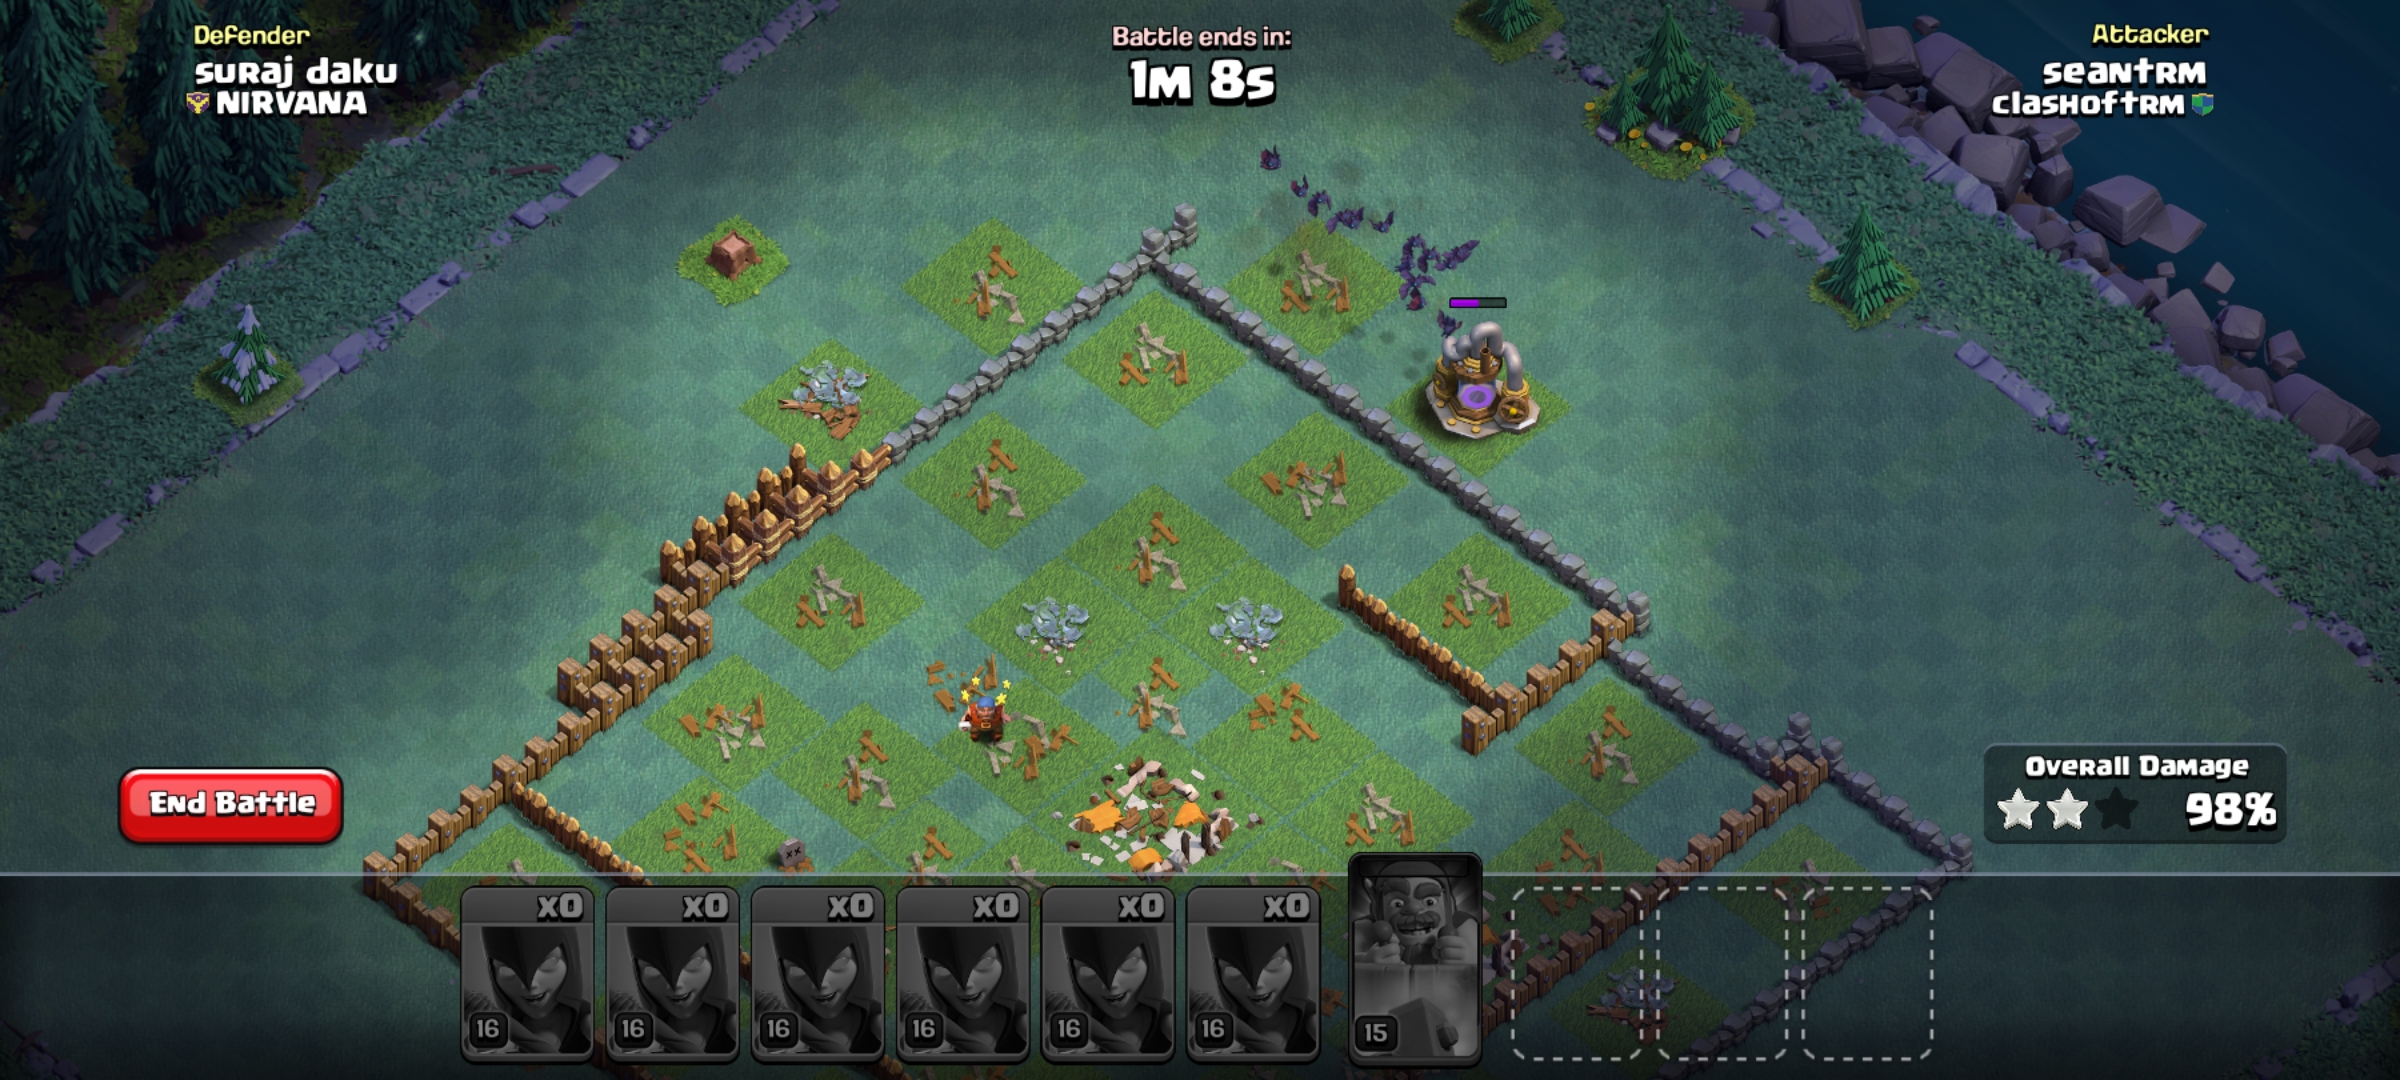 Defender
suraj daku
NIRVANA
Battle ends in:
1M 8s
Attacker
seantrm
clashoftrm
End Battle
Overall Damage
98%
x0
x0
x0
x0
x0
x0
16
16
16
16
16
16
15